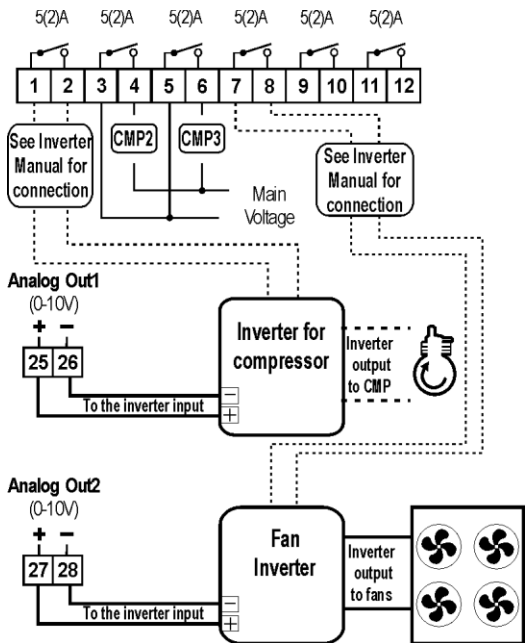 5(2)A 5(2)A 5(2)A 5(2)A 5(2)A 5(2)A
1 2 3 4 5 6 7 8 9 10 11 12
See Inverter
Manual for
connection
CMP2
CMP3
Main
Voltage
See Inverter
Manual for
connection
Analog Out1
(0-10V)
+ −
25 26
To the inverter input
−
+
Inverter for
compressor
Inverter
output
to CMP
Analog Out2
(0-10V)
+ −
27 28
To the inverter input
−
+
Fan
Inverter
Inverter
output
to fans